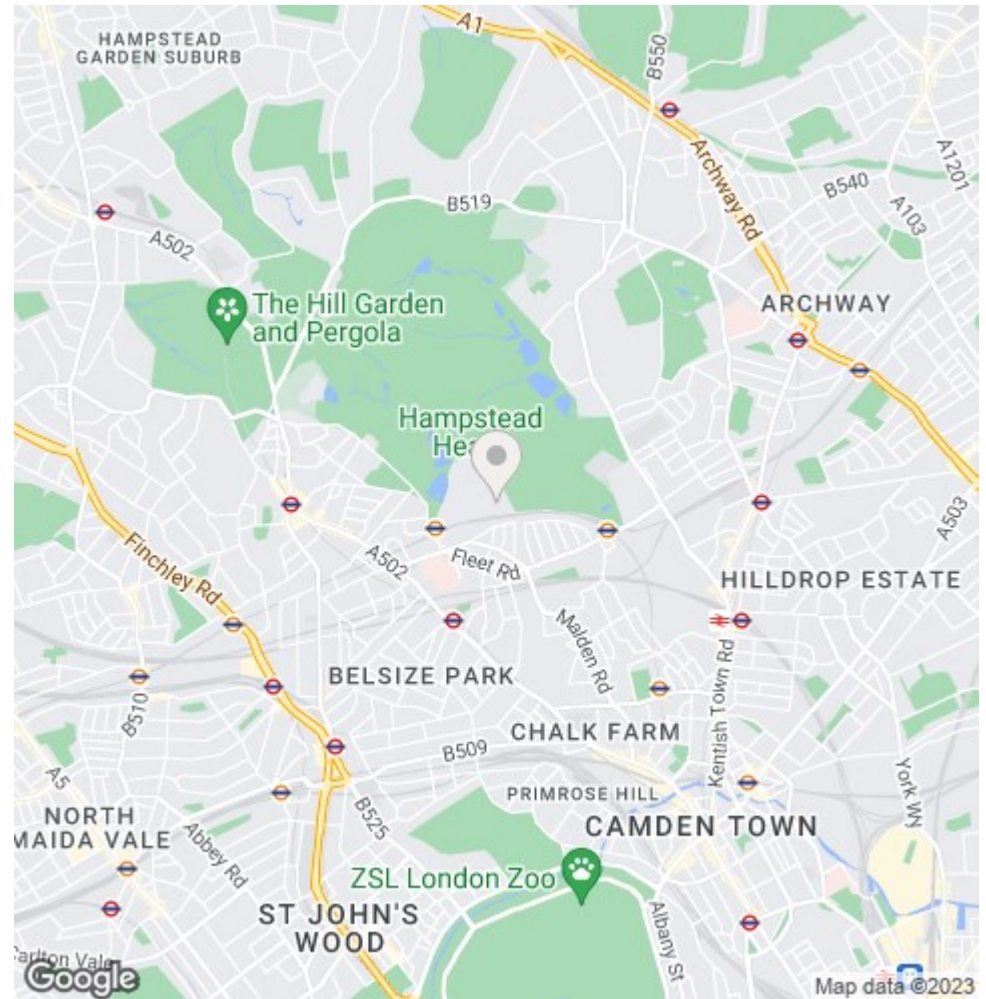 A1
HAMPSTEAD
GARDEN SUBURB
B550
Archway Rd
A1201
B540
A103
B519
A502
The Hill Garden
and Pergola
ARCHWAY
Hampstead
A503
A502
Fleet Rd
Finchley Rd
HILLDROP ESTATE
Malden Rd
BELSIZE PARK
Kentish Town Rd
B510
CHALK FARM
B509
A5
York Wy
PRIMROSE HILL
NORTH
MAIDA VALE
B525
CAMDEN TOWN
Abbey Rd
ZSL London Zoo
ST JOHN'S
WOOD
Albany St
Carlton Vale
Google
Map data ©2023